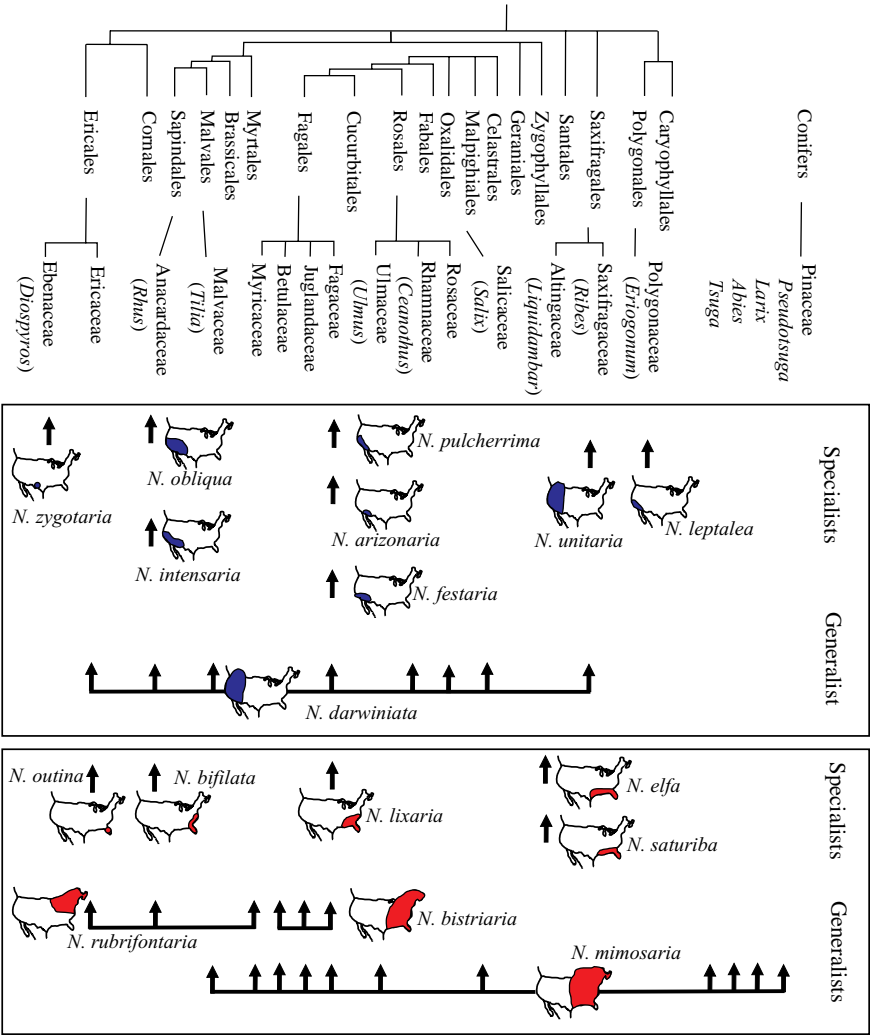 Ericales
Cornales
Sapindales
Malvales
Brassicales
Myrtales
Fagales
Cucurbitales
Rosales
Fabales
Oxalidales
Malpighiales
Celastrales
Geraniales
Zygophyllales
Santales
Saxifragales
Polygonales
Caryophyllales
Conifers
(Diospyros)
Ebenaceae
Ericaceae
(Rhus)
Anacardaceae
(Tilia)
Malvaceae
Myricaceae
Betulaceae
Juglandaceae
Fagaceae
(Ulmus)
Ulmaceae
(Ceanothus)
Rhamnaceae
Rosaceae
(Salix)
Salicaceae
(Liquidambar)
Altingaceae
(Ribes)
Saxifragaceae
(Eriogonum)
Polygonaceae
Tsuga
Abies
Larix
Pseudotsuga
Pinaceae
Specialists
N. pulcherrima
N. obliqua
N. zygotaria
N. arizonaria
N. unitaria
N. leptalea
N. intensaria
N. festaria
Generalist
N. darwiniata
Specialists
N. outina
N. bifilata
N. lixaria
N. elfa
N. saturiba
Generalists
N. rubrifontaria
N. bistriaria
N. mimosaria